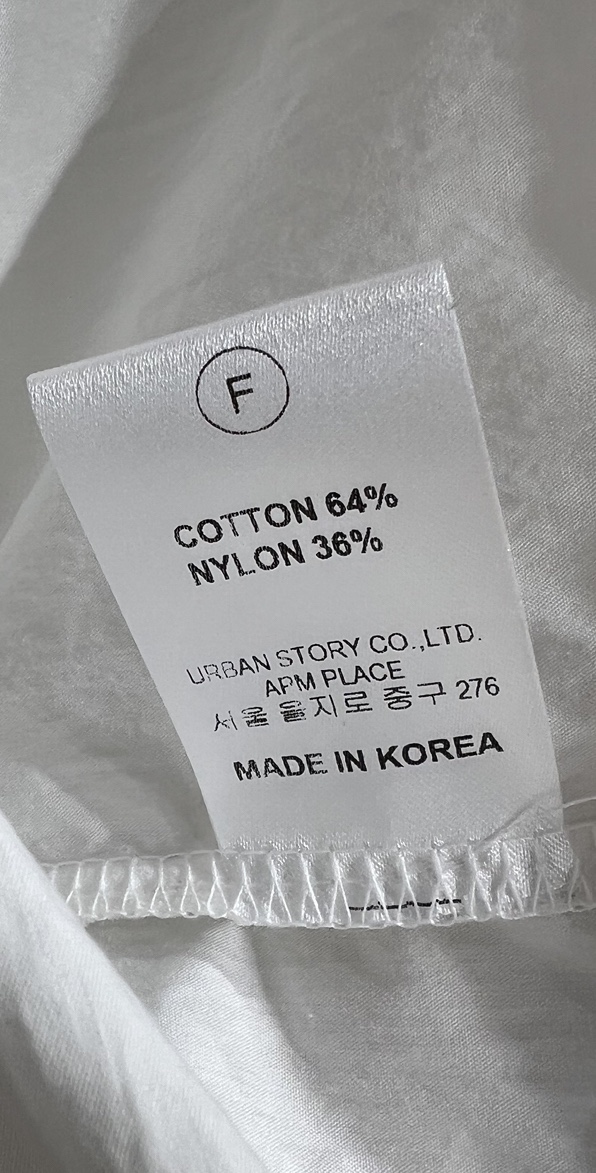 F
COTTON 64%
NYLON 36%
URBAN STORY CO.,LTD.
APM PLACE
서울 을지로 중구 276
MADE IN KOREA